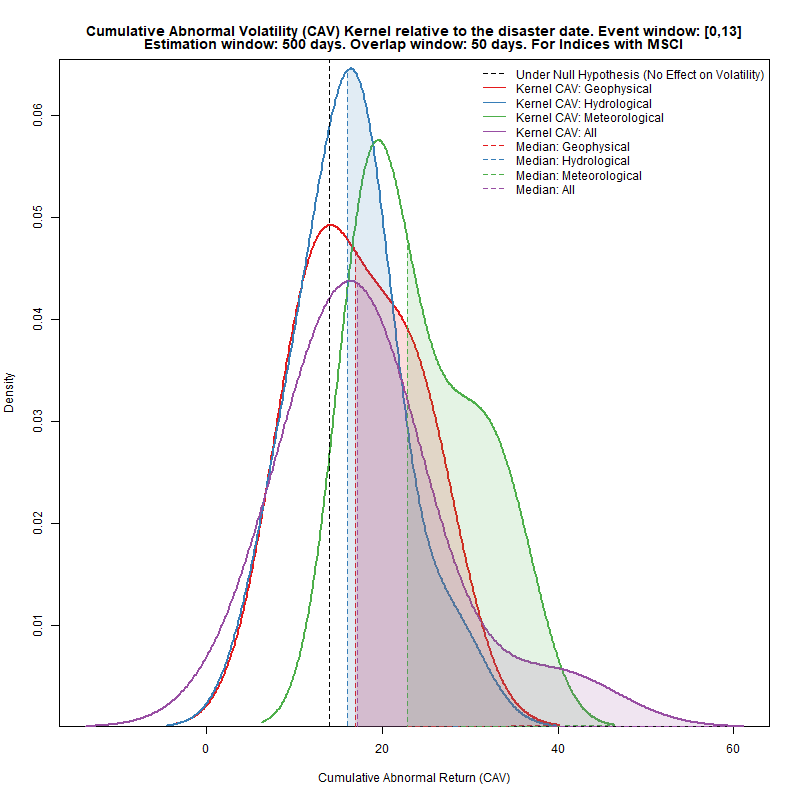 Cumulative Abnormal Volatility (CAV) Kernel relative to the disaster date. Event window: [0,13]
Estimation window: 500 days. Overlap window: 50 days. For Indices with MSCI
Under Null Hypothesis (No Effect on Volatility)
Kernel CAV: Geophysical
Kernel CAV: Hydrological
Kernel CAV: Meteorological
Kernel CAV: All
Median: Geophysical
Median: Hydrological
Median: Meteorological
Median: All
0.06
0.05
0.04
0.03
0.02
0.01
Density
0 20 40 60
Cumulative Abnormal Return (CAV)